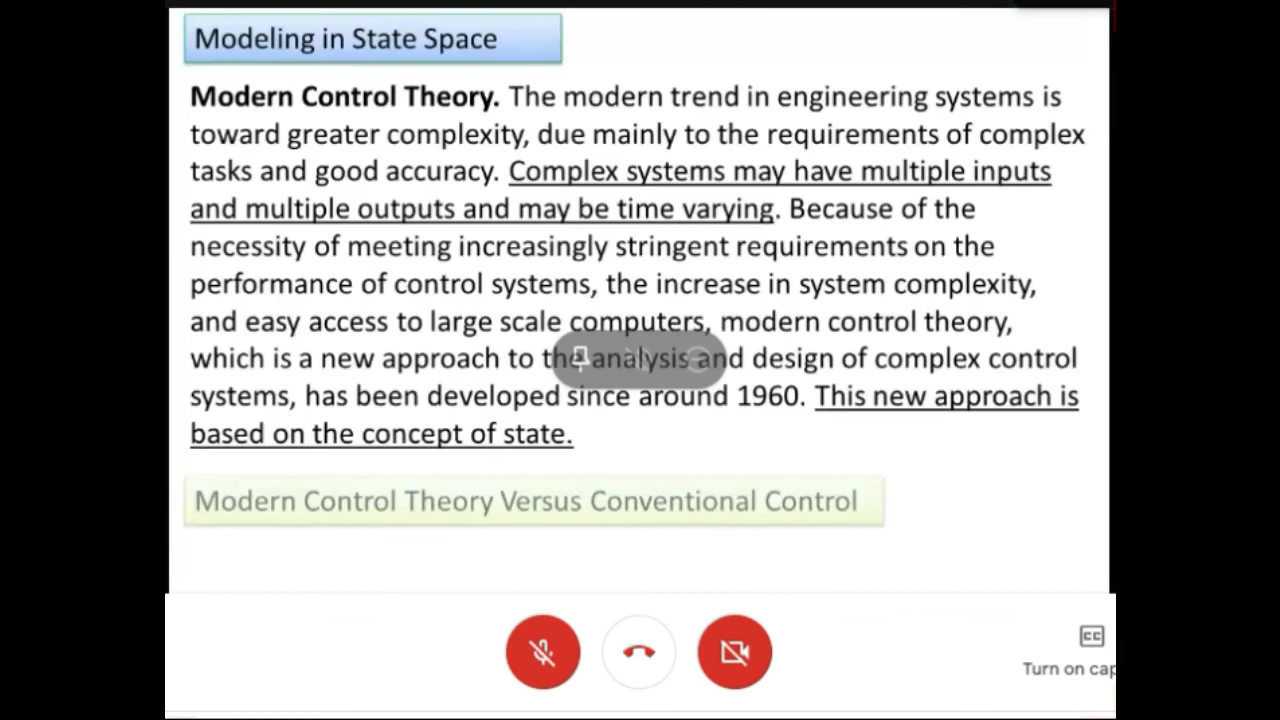 Modeling in State Space
Modern Control Theory. The modern trend in engineering systems is
toward greater complexity, due mainly to the requirements of complex
tasks and good accuracy. Complex systems may have multiple inputs
and multiple outputs and may be time varying. Because of the
necessity of meeting increasingly stringent requirements on the
performance of control systems, the increase in system complexity,
and easy access to large scale computers, modern control theory,
which is a new approach to the analysis and design of complex control
systems, has been developed since around 1960. This new approach is
based on the concept of state.
Modern Control Theory Versus Conventional Control
CC
Turn on cap